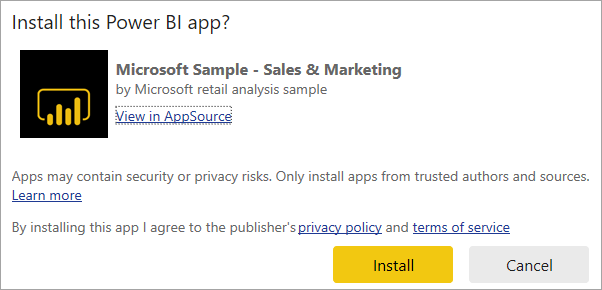 Install this Power BI app?
Microsoft Sample - Sales & Marketing
by Microsoft retail analysis sample
View in AppSource
Apps may contain security or privacy risks. Only install apps from trusted authors and sources.
Learn more
By installing this app I agree to the publisher's privacy policy and terms of service
Install Cancel